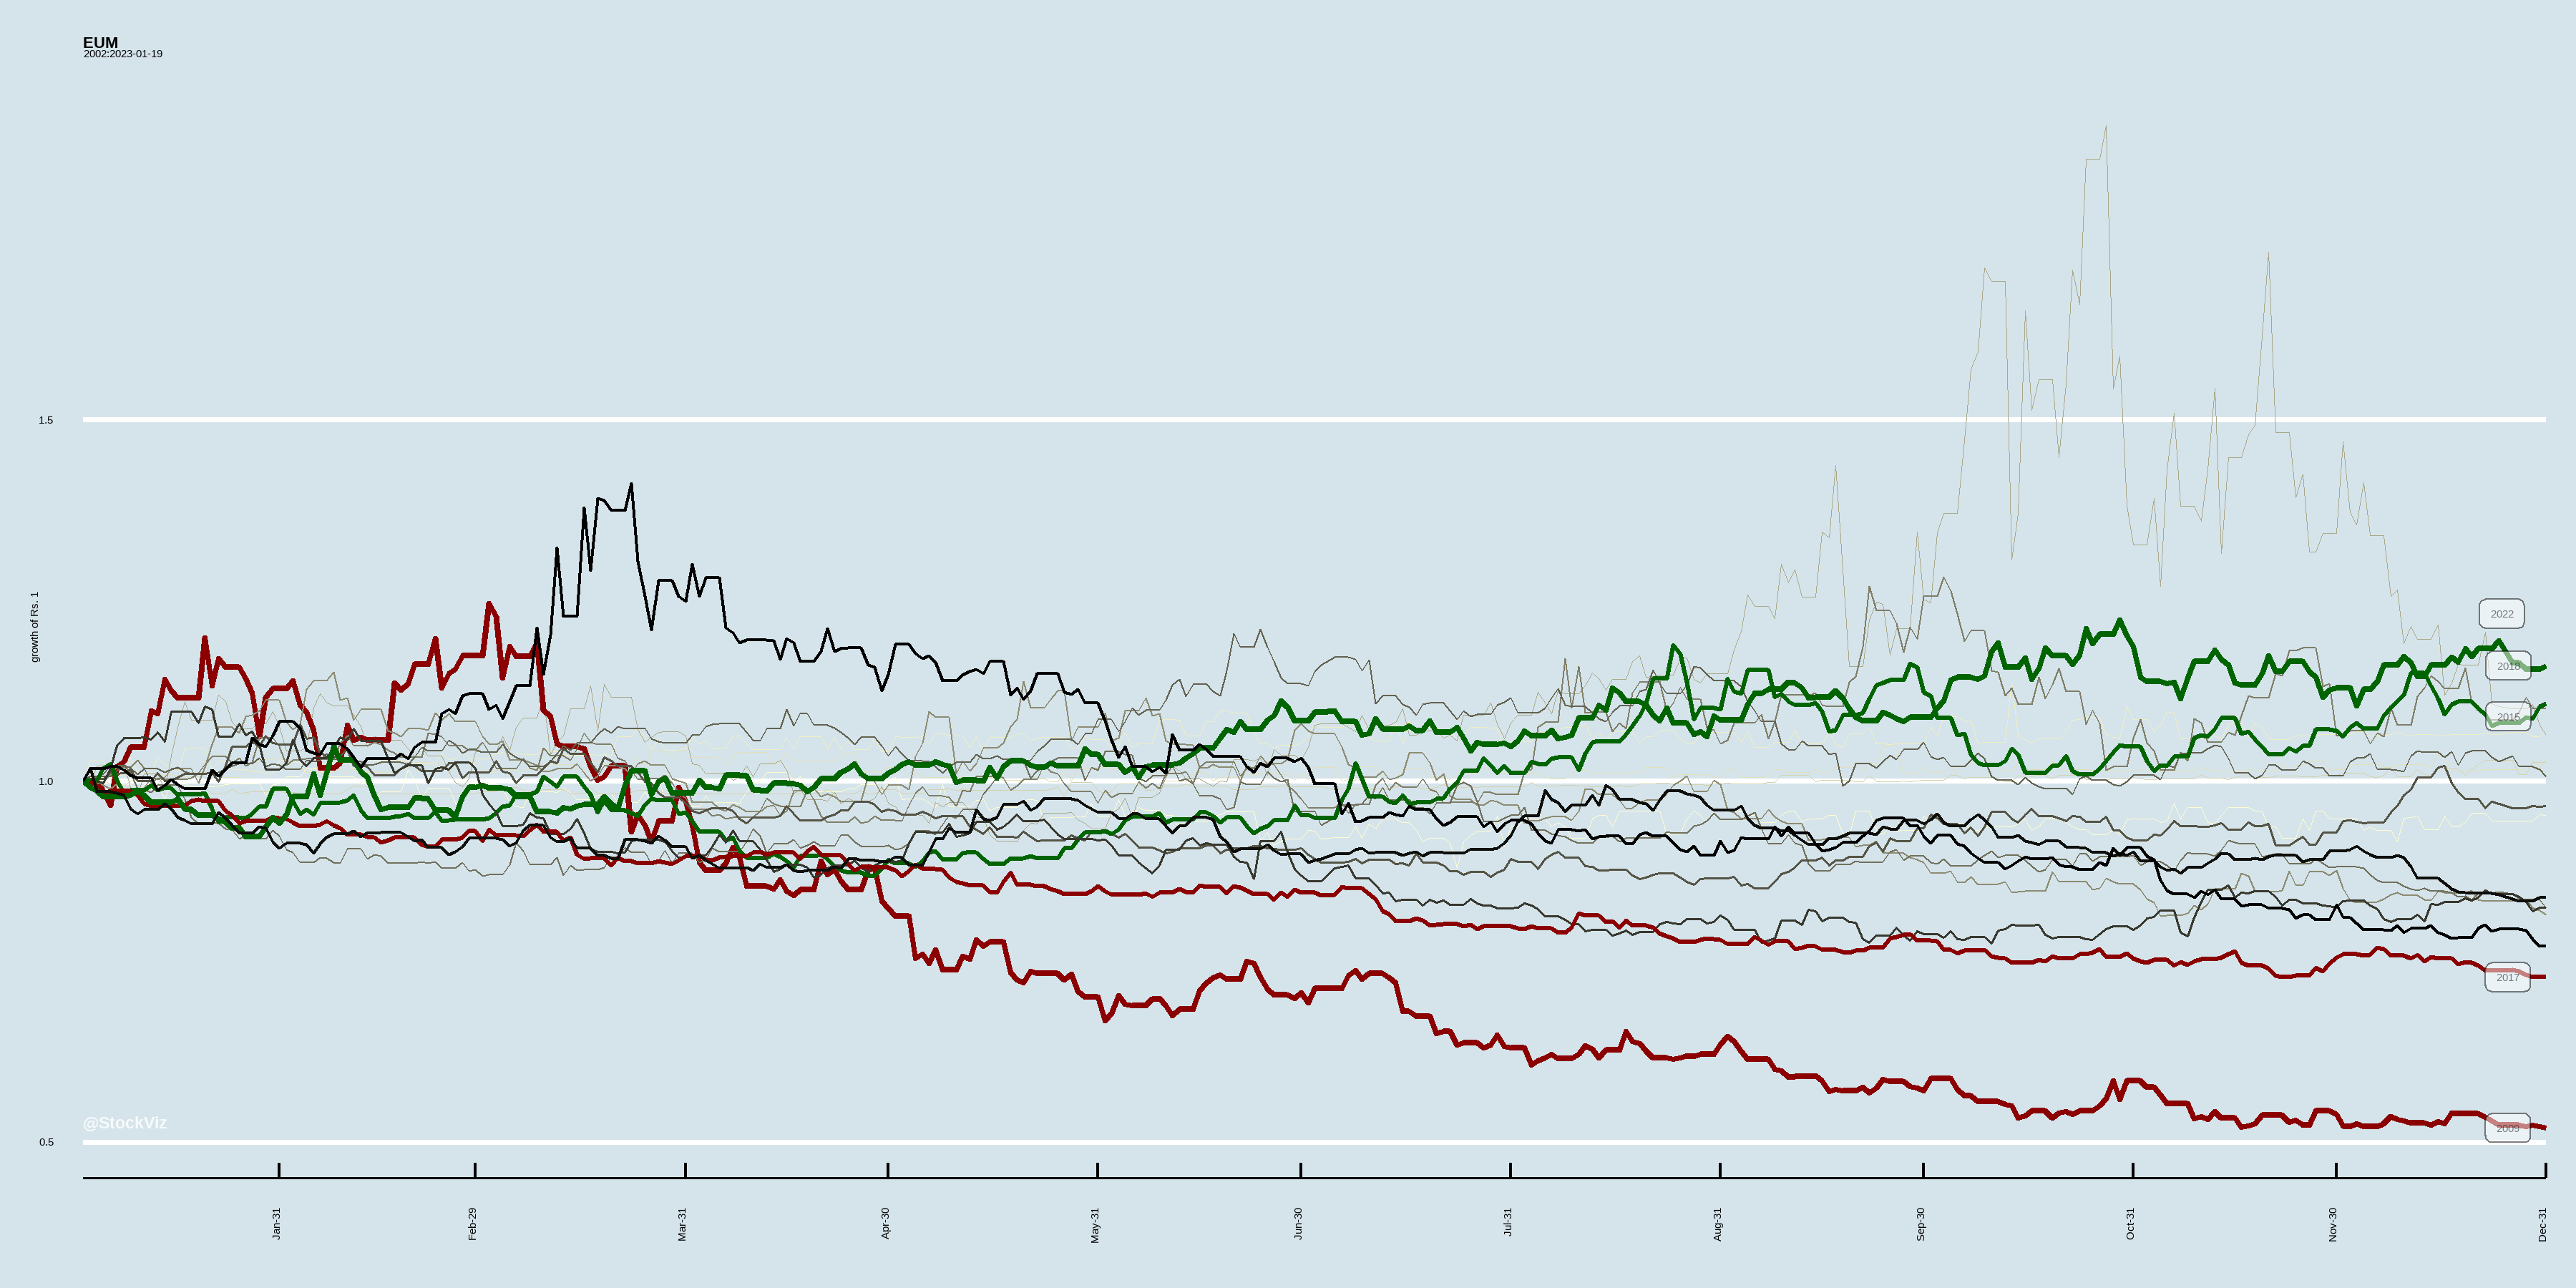 EUM
2002:2023-01-19
growth of Rs. 1
1.5
1.0
0.5
2022
2018
2015
2017
2009
@StockViz
Jan-31
Feb-29
Mar-31
Apr-30
May-31
Jun-30
Jul-31
Aug-31
Sep-30
Oct-31
Nov-30
Dec-31